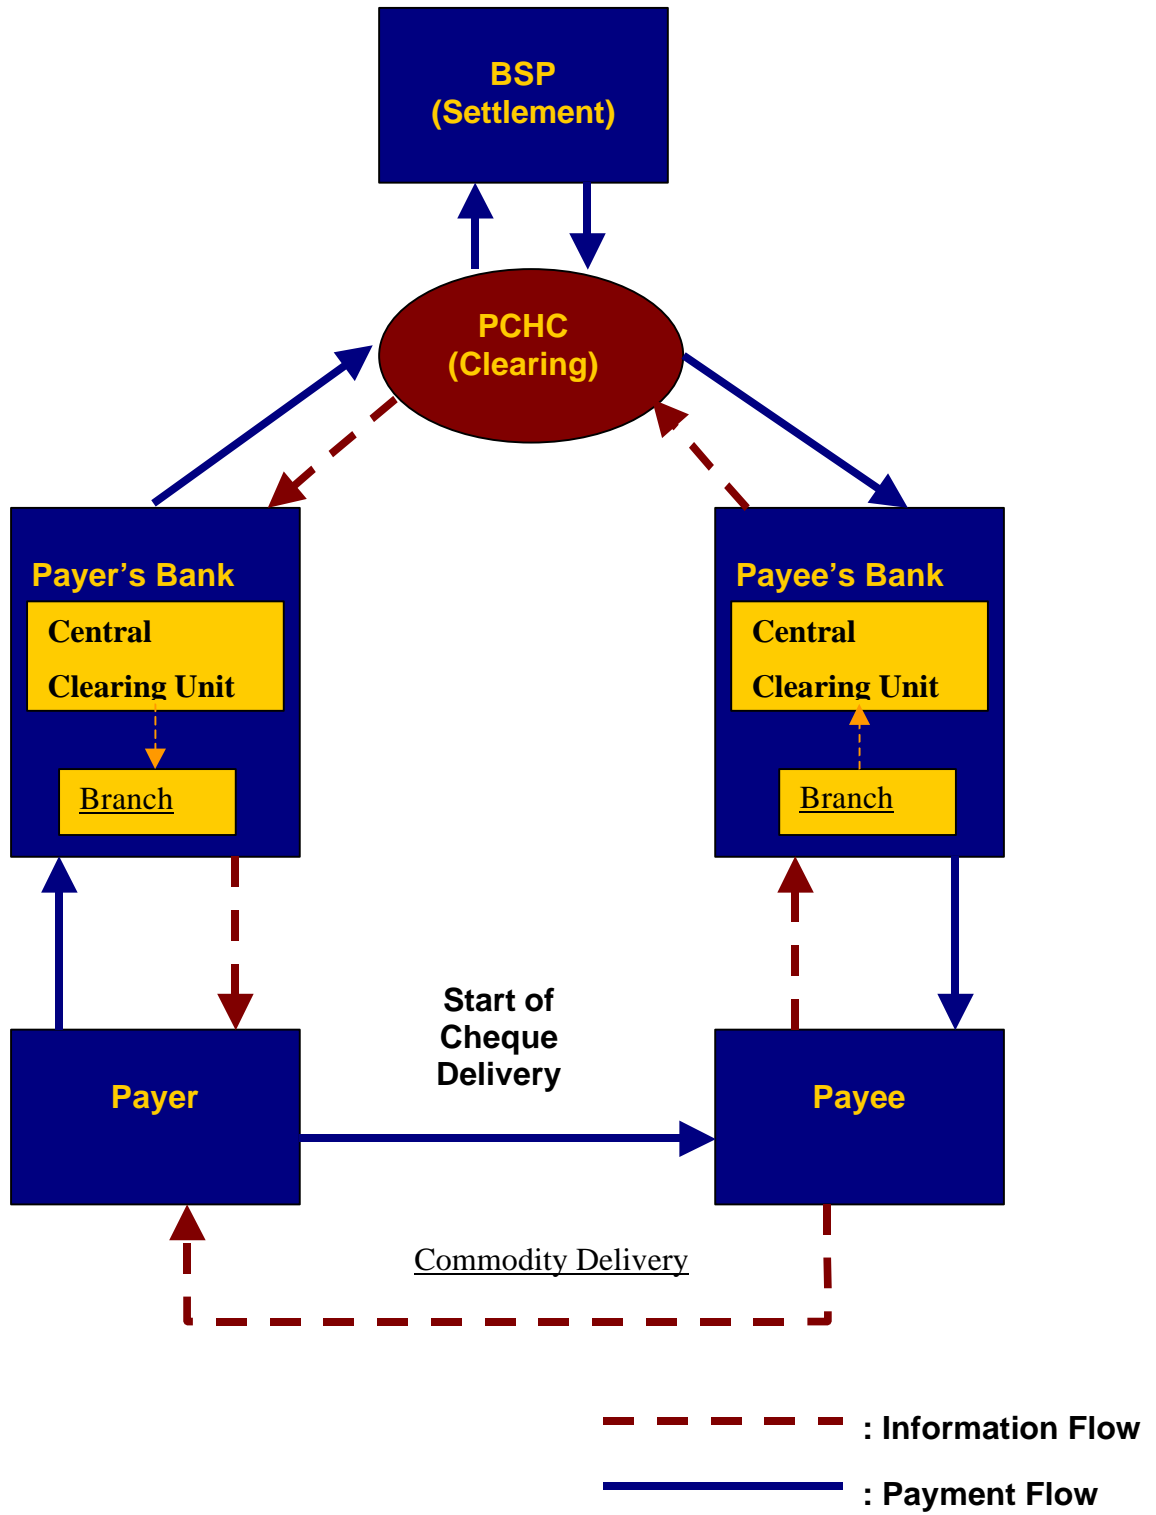 BSP
(Settlement)
PCHC
(Clearing)
Payer’s Bank
Central
Clearing Unit
Branch
Payee’s Bank
Central
Clearing Unit
Branch
Start of
Cheque
Delivery
Payer
Payee
Commodity Delivery
: Information Flow
: Payment Flow